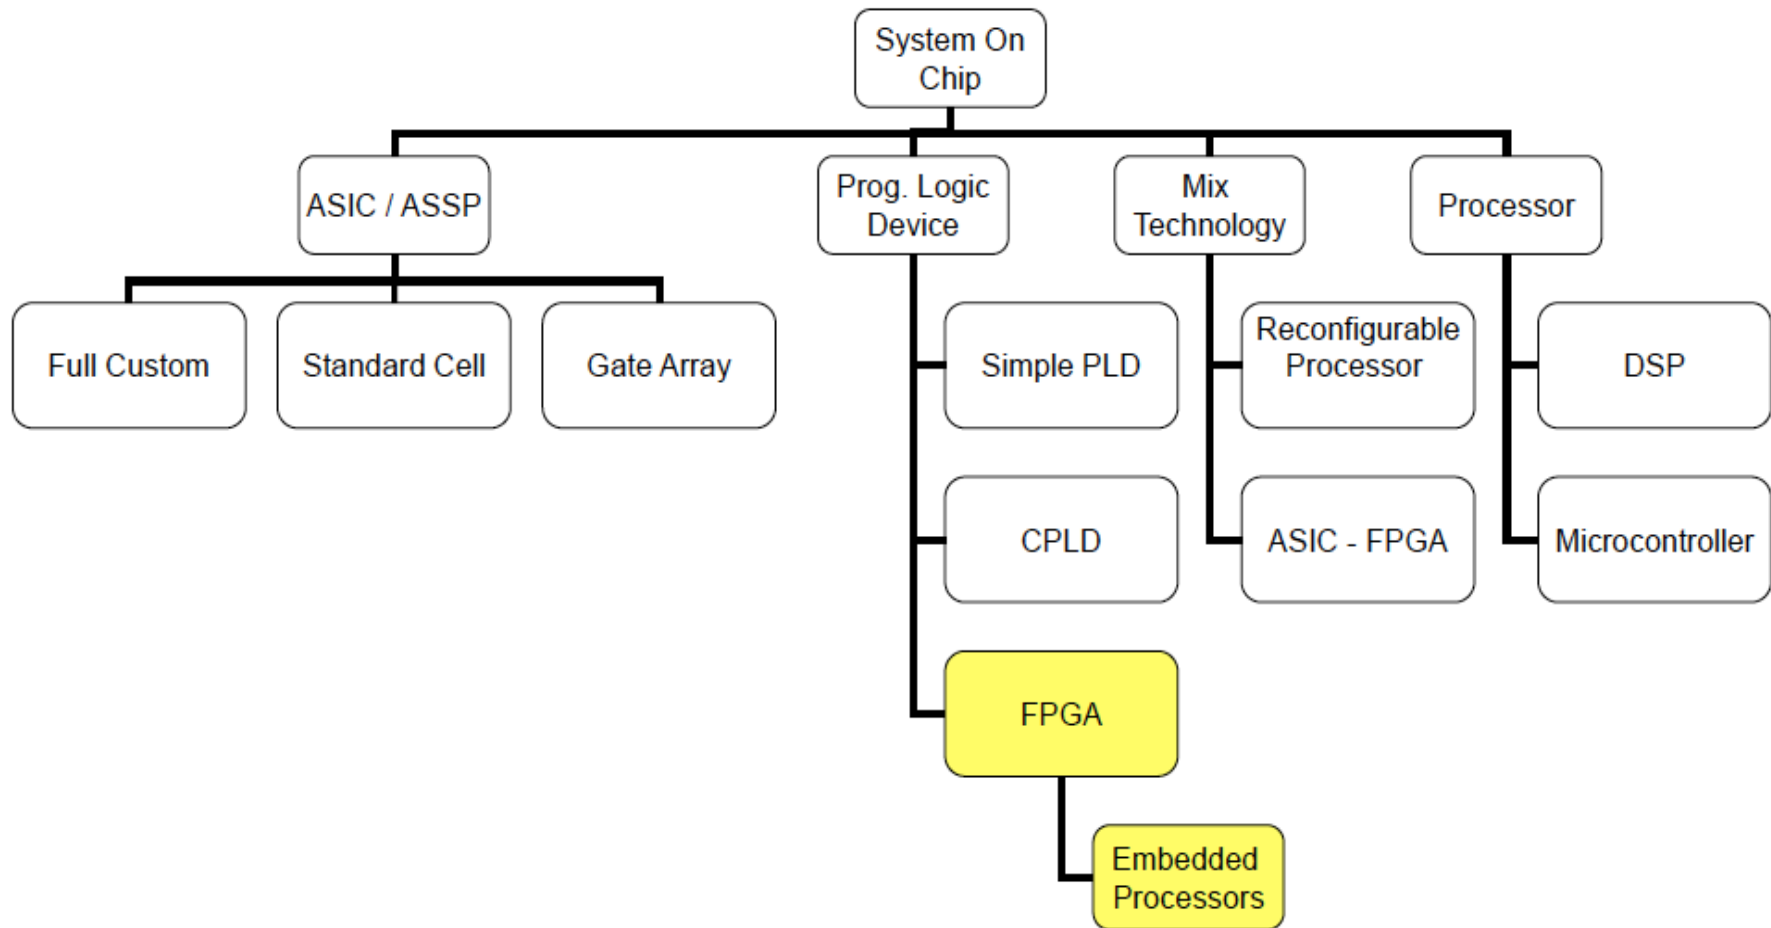 System On
Chip
ASIC / ASSP
Prog. Logic
Device
Mix
Technology
Processor
Full Custom
Standard Cell
Gate Array
Simple PLD
Reconfigurable
Processor
DSP
CPLD
ASIC - FPGA
Microcontroller
FPGA
Embedded
Processors